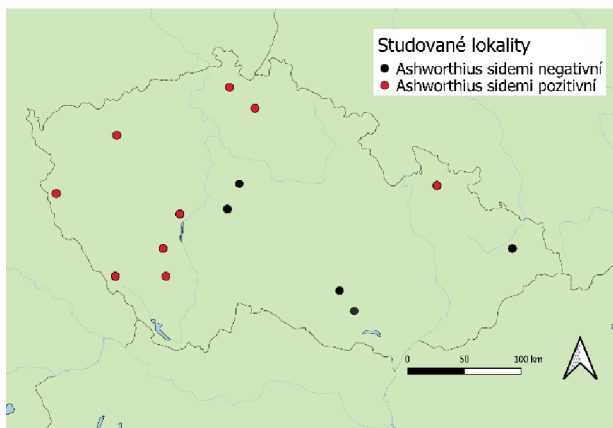 Studované lokality
Ashworthius sidemi negativní
Ashworthius sidemi pozitivní
0 50 100 km